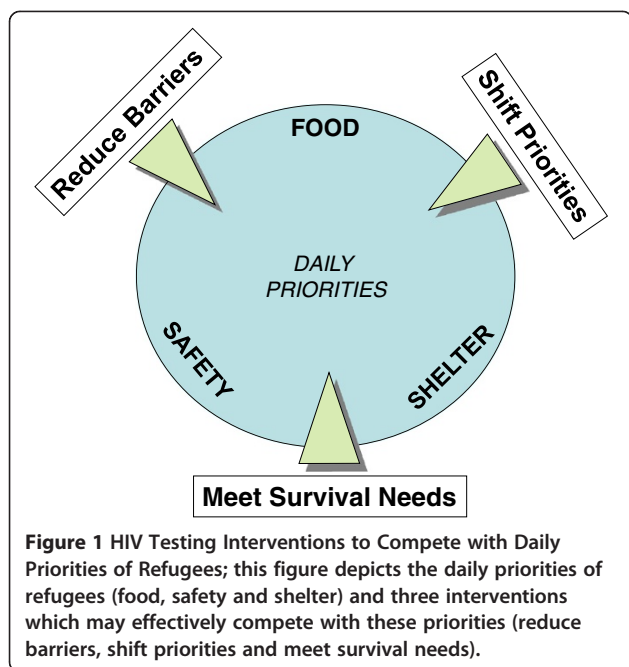 Reduce Barriers
Shift Priorities
FOOD
DAILY
PRIORITIES
SAFETY
SHELTER
Meet Survival Needs
Figure 1 HIV Testing Interventions to Compete with Daily
Priorities of Refugees; this figure depicts the daily priorities of
refugees (food, safety and shelter) and three interventions
which may effectively compete with these priorities (reduce
barriers, shift priorities and meet survival needs).